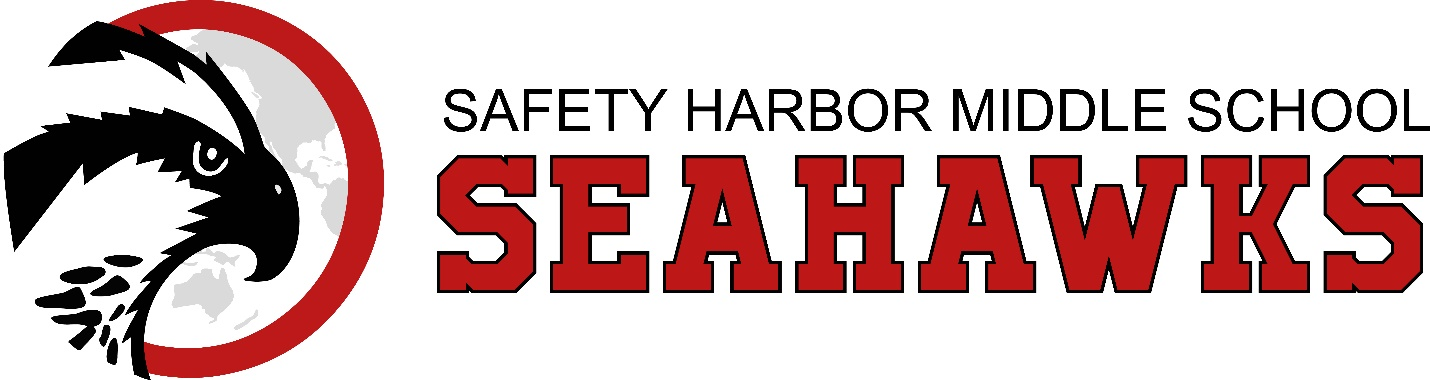 SAFETY HARBOR MIDDLE SCHOOL
SEAHAWKS